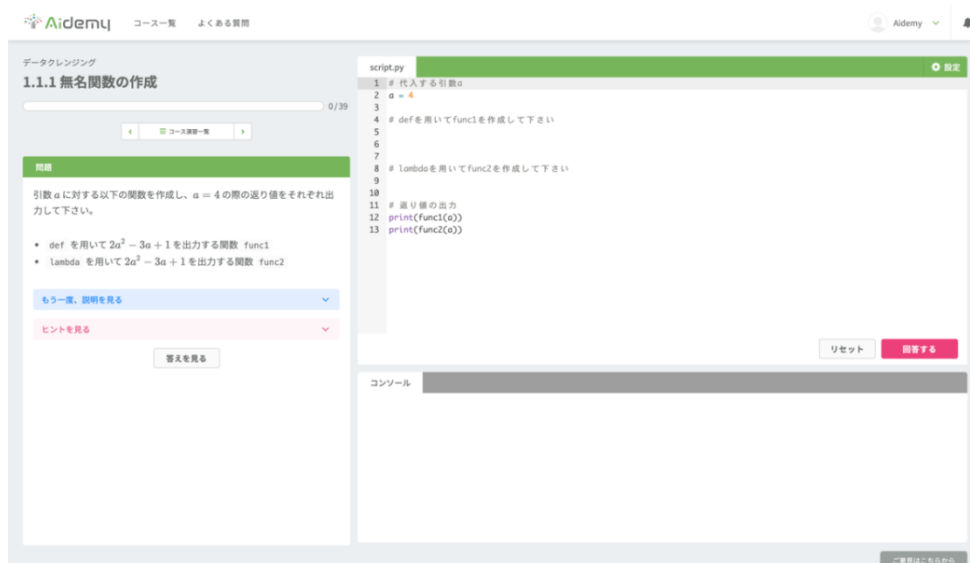 Aidemy コース一覧 よくある質問 Aidemy
データクレンジング
1.1.1 無名関数の作成
0/39
コース演習一覧
問題
引数 a に対する以下の関数を作成し、a = 4 の際の返り値をそれぞれ出
力して下さい。
• def を用いて 2a² − 3a + 1 を出力する関数 func1
• lambda を用いて 2a² − 3a + 1 を出力する関数 func2
もう一度、説明を見る
ヒントを見る
答えを見る
script.py 設定
1 # 代入する引数a
2 a = 4
3
4 # defを用いてfunc1を作成して下さい
5
6
7
8 # lambdaを用いてfunc2を作成して下さい
9
10
11 # 返り値の出力
12 print(func1(a))
13 print(func2(a))
リセット 回答する
コンソール
ご意見はこちらから